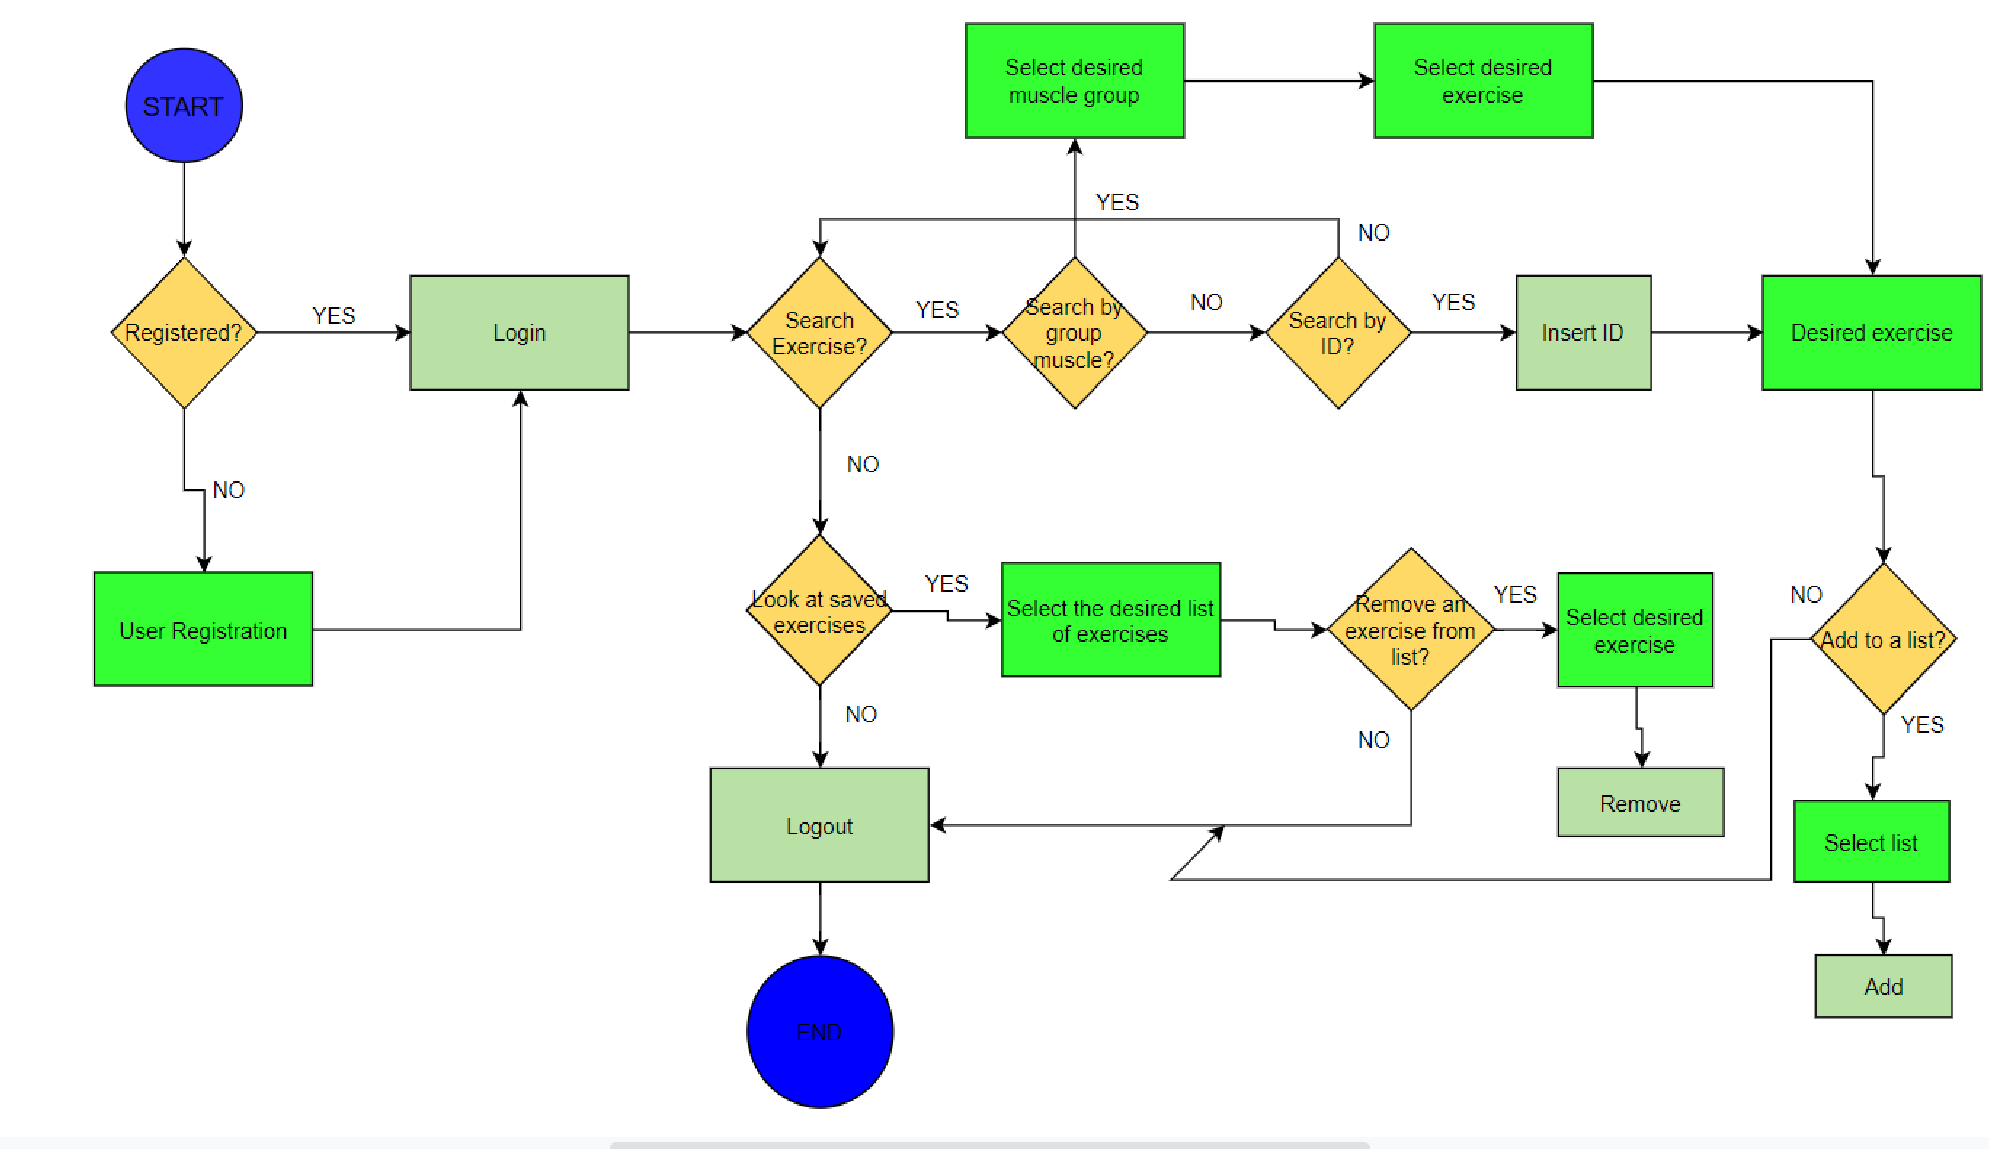 START
Select desired
muscle group
Select desired
exercise
YES
NO
Registered?
YES
Login
Search
Exercise?
YES
Search by
group
muscle?
NO
Search by
ID?
YES
Insert ID
Desired exercise
NO
NO
User Registration
Look at saved
exercises
YES
Select the desired list
of exercises
Remove an
exercise from
list?
YES
Select desired
exercise
NO
Add to a list?
NO
NO
YES
Logout
Remove
Select list
Add
END